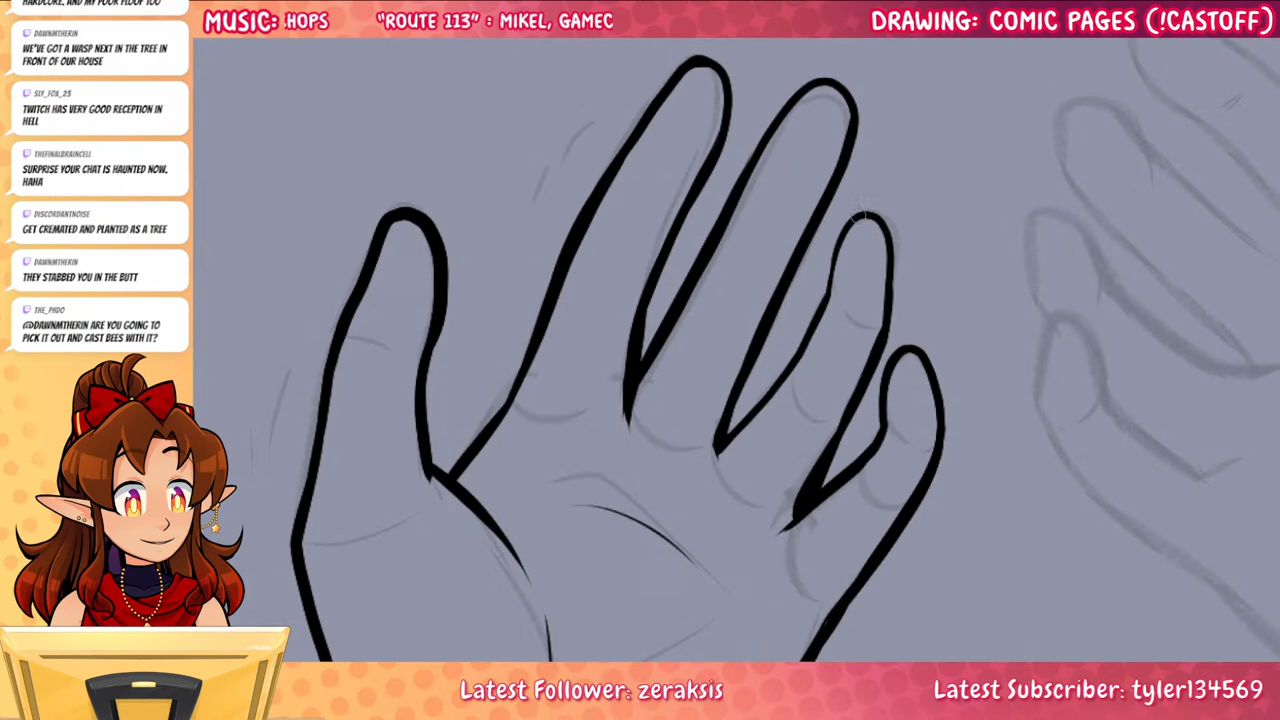 MUSIC: HOPS "ROUTE 113" : MIKEL, GAMEC
DRAWING: COMIC PAGES (!CASTOFF)
HARDCORE. AND MY POOR FLOOF TOO
DAWNMTHERIN
WE'VE GOT A WASP NEXT IN THE TREE IN
FRONT OF OUR HOUSE
SLY_FOX_23
TWITCH HAS VERY GOOD RECEPTION IN
HELL
THEFINALBRAINCELL
SURPRISE YOUR CHAT IS HAUNTED NOW.
HAHA
DISCORDANTNOISE
GET CREMATED AND PLANTED AS A TREE
DAWNMTHERIN
THEY STABBED YOU IN THE BUTT
THE_PHDO
@DAWNMTHERIN ARE YOU GOING TO
PICK IT OUT AND CAST BEES WITH IT?
Latest Follower: zeraksis
Latest Subscriber: tyler134569